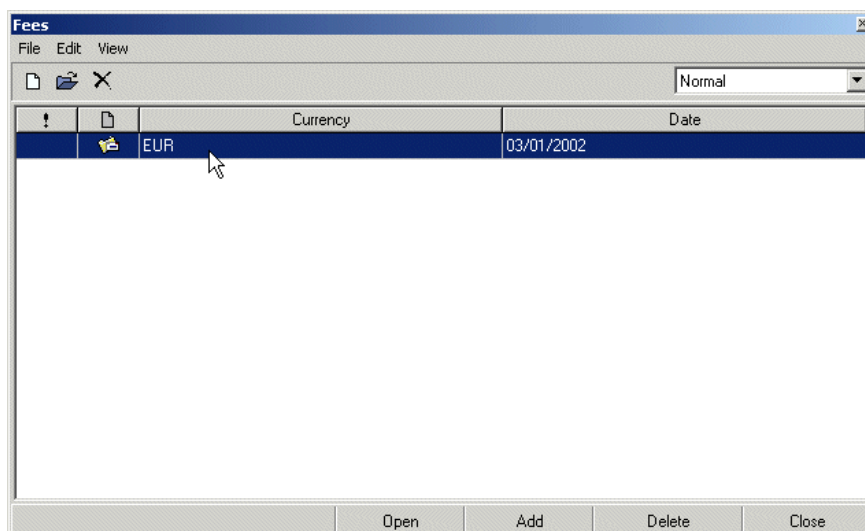 Fees
File Edit View
Normal
! Currency Date
EUR 03/01/2002
Open Add Delete Close